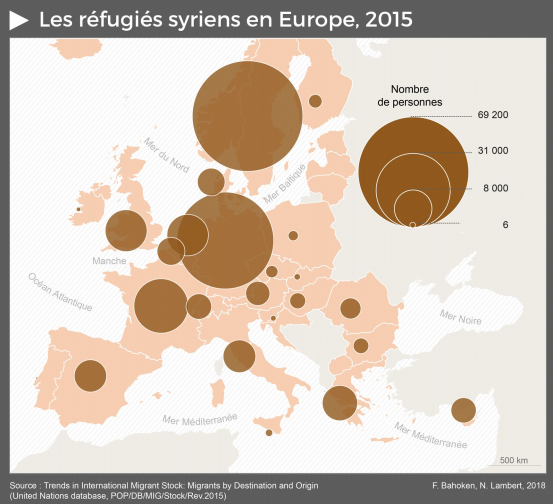 Les réfugiés syriens en Europe, 2015
Nombre
de personnes
69 200
31 000
8 000
6
Mer du Nord
Mer Baltique
Manche
Océan Atlantique
Mer Noire
Mer Méditerranée
Mer Méditerranée
500 km
Source : Trends in International Migrant Stock: Migrants by Destination and Origin
(United Nations database, POP/DB/MIG/Stock/Rev.2015)
F. Bahoken, N. Lambert, 2018